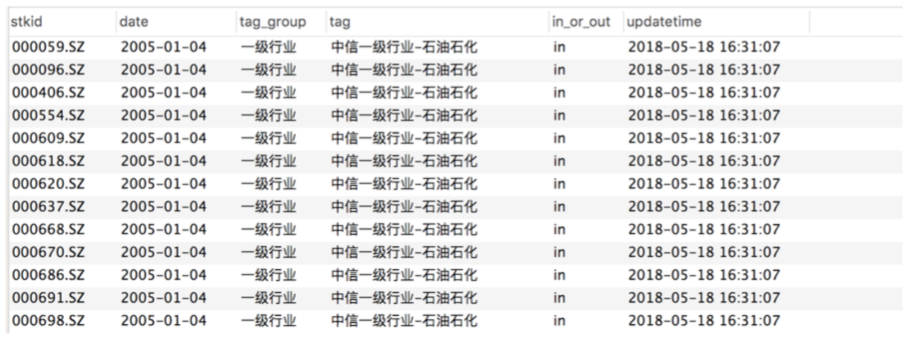 stkid date tag_group tag in_or_out updatetime
000059.SZ 2005-01-04 一级行业 中信一级行业-石油石化 in 2018-05-18 16:31:07
000096.SZ 2005-01-04 一级行业 中信一级行业-石油石化 in 2018-05-18 16:31:07
000406.SZ 2005-01-04 一级行业 中信一级行业-石油石化 in 2018-05-18 16:31:07
000554.SZ 2005-01-04 一级行业 中信一级行业-石油石化 in 2018-05-18 16:31:07
000609.SZ 2005-01-04 一级行业 中信一级行业-石油石化 in 2018-05-18 16:31:07
000618.SZ 2005-01-04 一级行业 中信一级行业-石油石化 in 2018-05-18 16:31:07
000620.SZ 2005-01-04 一级行业 中信一级行业-石油石化 in 2018-05-18 16:31:07
000637.SZ 2005-01-04 一级行业 中信一级行业-石油石化 in 2018-05-18 16:31:07
000668.SZ 2005-01-04 一级行业 中信一级行业-石油石化 in 2018-05-18 16:31:07
000670.SZ 2005-01-04 一级行业 中信一级行业-石油石化 in 2018-05-18 16:31:07
000686.SZ 2005-01-04 一级行业 中信一级行业-石油石化 in 2018-05-18 16:31:07
000691.SZ 2005-01-04 一级行业 中信一级行业-石油石化 in 2018-05-18 16:31:07
000698.SZ 2005-01-04 一级行业 中信一级行业-石油石化 in 2018-05-18 16:31:07